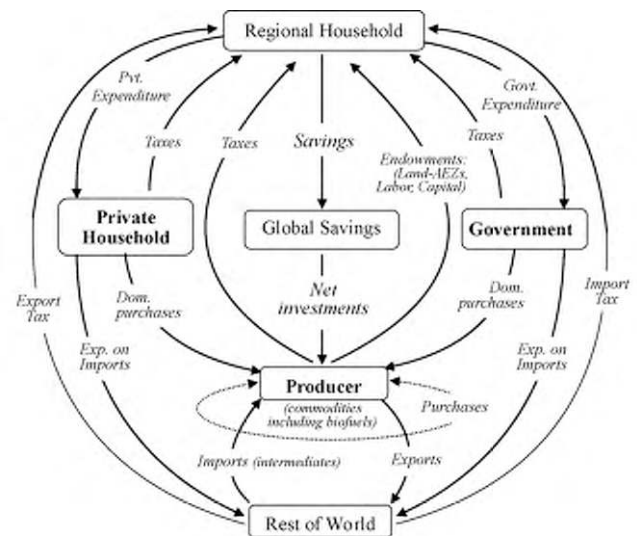 Regional Household
Pvt.
Expenditure
Govt.
Expenditure
Taxes
Taxes
Savings
Endowments:
(Land-AEZs,
Labor, Capital)
Taxes
Private
Household
Global Savings
Government
Export
Tax
Dom.
purchases
Net
investments
Dom.
purchases
Import
Tax
Exp. on
Imports
Exp. on
Imports
Producer
(commodities
including biofuels)
Purchases
Imports (intermediates)
Exports
Rest of World